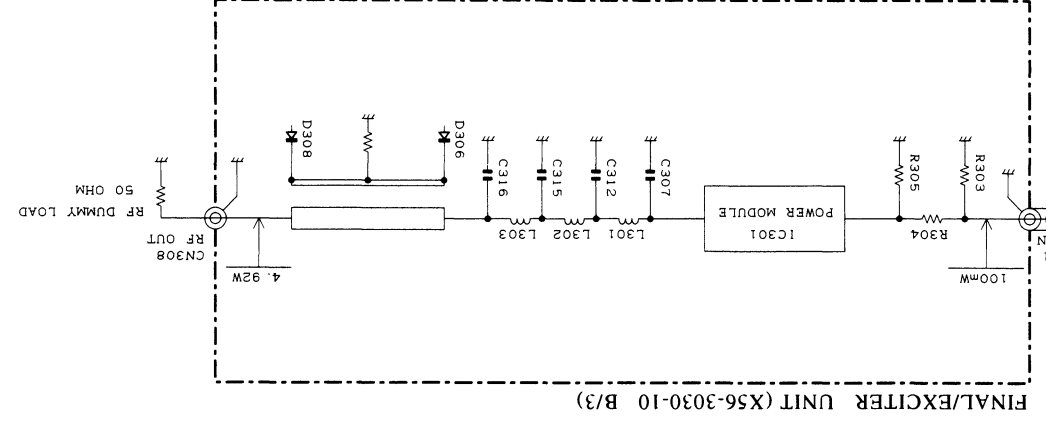 FINAL/EXCITER UNIT (X56-3030-10 B/3)
100mW
4.92W
CN308
RF OUT
RF DUMMY LOAD
50 OHM
R304
IC301
POWER MODULE
L301
L302
L303
R303
R305
C307
C312
C315
C316
D306
D308